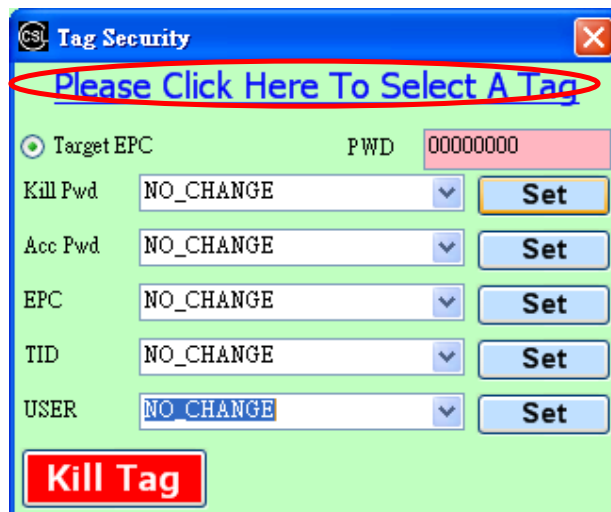 CSL Tag Security
Please Click Here To Select A Tag
Target EPC PWD 00000000
Kill Pwd NO_CHANGE Set
Acc Pwd NO_CHANGE Set
EPC NO_CHANGE Set
TID NO_CHANGE Set
USER NO_CHANGE Set
Kill Tag